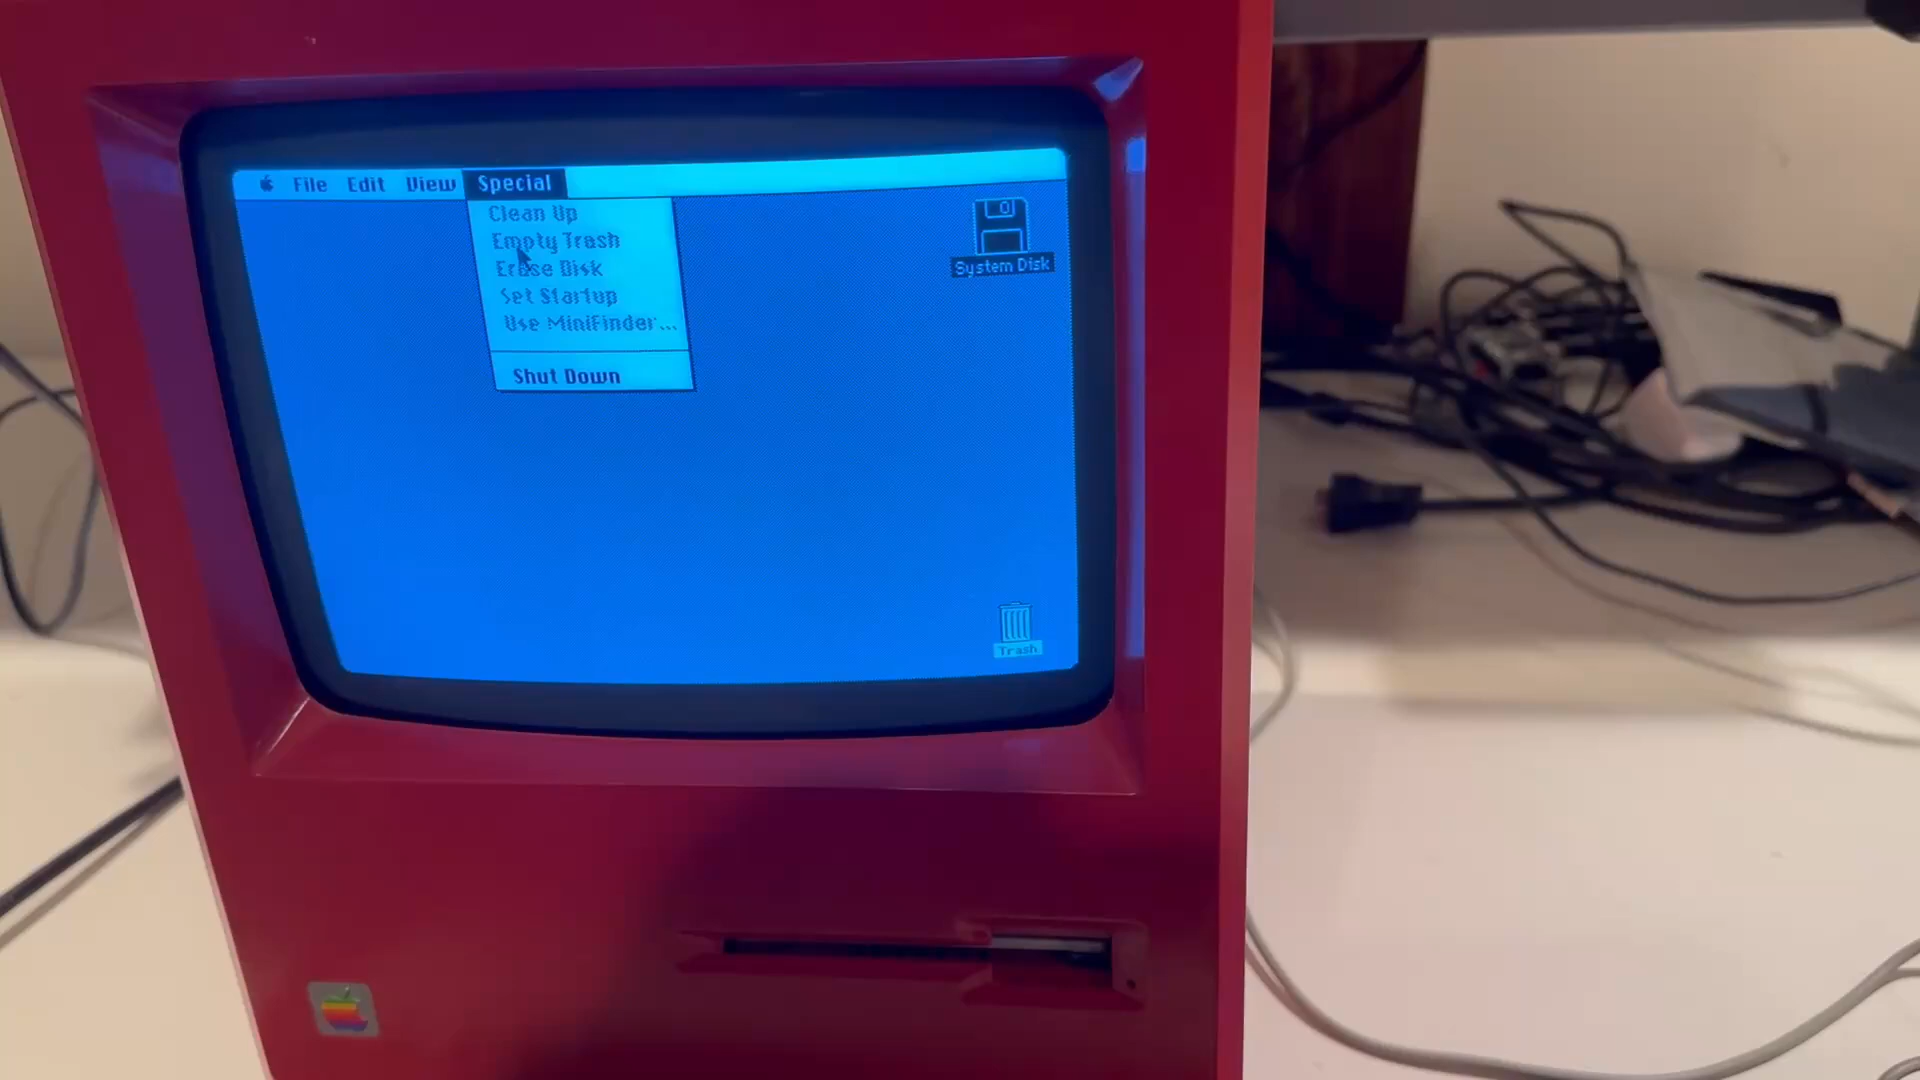 File Edit View Special
Clean Up
Empty Trash
Erase Disk
Set Startup
Use MiniFinder...
Shut Down
System Disk
Trash